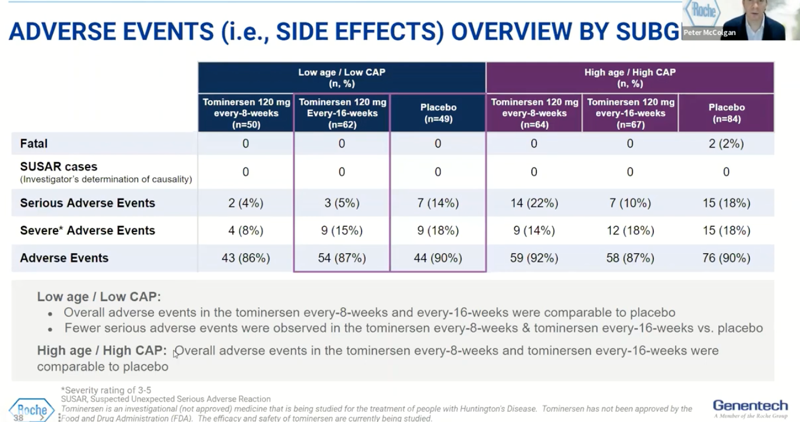 Roche
Peter McColgan
ADVERSE EVENTS (i.e., SIDE EFFECTS) OVERVIEW BY SUBG
Low age / Low CAP (n, %) High age / High CAP (n, %)
Tominersen 120 mg every-8-weeks (n=50) Tominersen 120 mg Every-16-weeks (n=62) Placebo (n=49) Tominersen 120 mg every-8-weeks (n=64) Tominersen 120 mg every-16-weeks (n=67) Placebo (n=84)
Fatal 0 0 0 0 0 2 (2%)
SUSAR cases (Investigator's determination of causality) 0 0 0 0 0 0
Serious Adverse Events 2 (4%) 3 (5%) 7 (14%) 14 (22%) 7 (10%) 15 (18%)
Severe* Adverse Events 4 (8%) 9 (15%) 9 (18%) 9 (14%) 12 (18%) 15 (18%)
Adverse Events 43 (86%) 54 (87%) 44 (90%) 59 (92%) 58 (87%) 76 (90%)
Low age / Low CAP:
• Overall adverse events in the tominersen every-8-weeks and every-16-weeks were comparable to placebo
• Fewer serious adverse events were observed in the tominersen every-8-weeks & tominersen every-16-weeks vs. placebo
High age / High CAP: Overall adverse events in the tominersen every-8-weeks and tominersen every-16-weeks were
comparable to placebo
*Severity rating of 3-5
SUSAR, Suspected Unexpected Serious Adverse Reaction
Tominersen is an investigational (not approved) medicine that is being studied for the treatment of people with Huntington's Disease. Tominersen has not been approved by the
Food and Drug Administration (FDA). The efficacy and safety of tominersen are currently being studied.
Roche
38
Genentech
A Member of the Roche Group